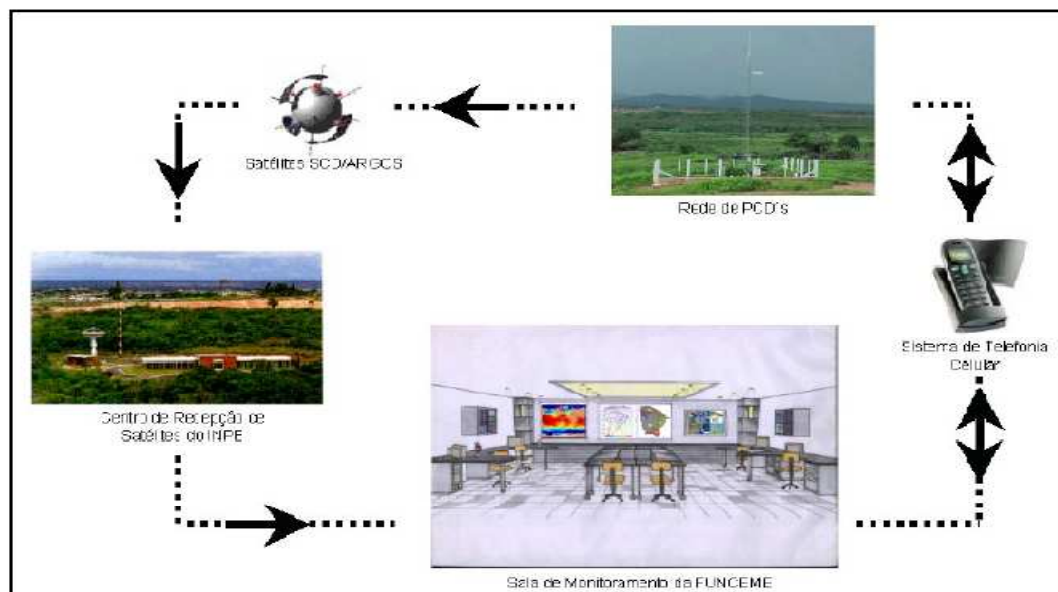 Satélites SCD/ARGOS
Rede de PCD's
Sistema de Telefonia
Celular
Centro de Recepção de
Satélites do INPE
Sala de Monitoramento da FUNCEME